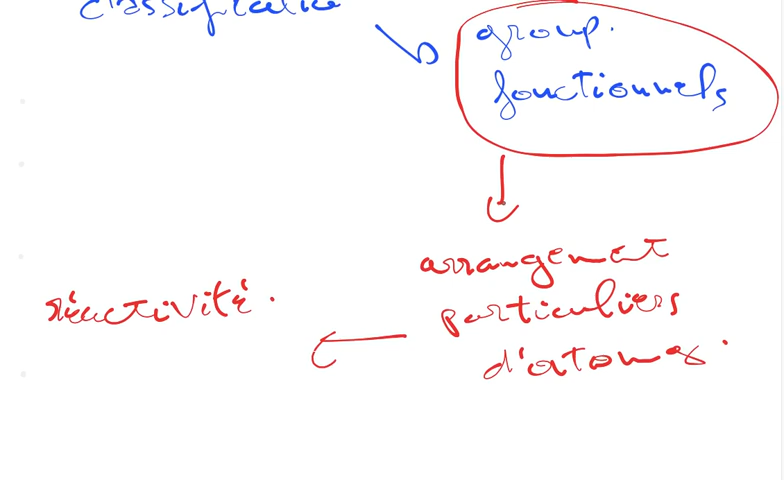 group.
fonctionnels
arrangement
particuliers
d'atomes.
réactivité.